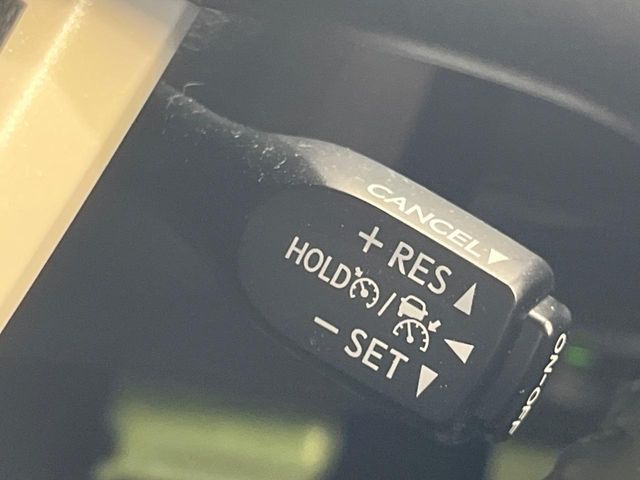 CANCEL▼
+ RES ▲
HOLD / ◀
− SET ▼
ON-OFF